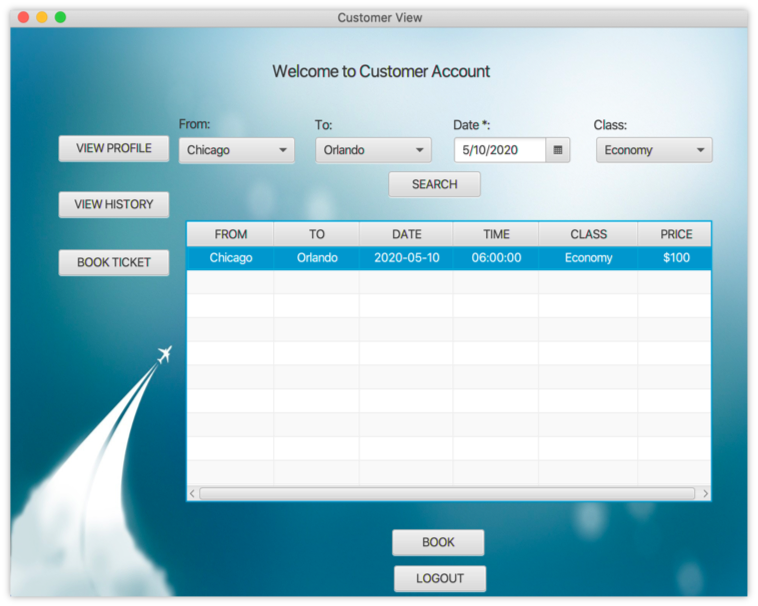 Customer View
Welcome to Customer Account
From: To: Date *: Class:
VIEW PROFILE Chicago Orlando 5/10/2020 Economy
SEARCH
VIEW HISTORY
FROM TO DATE TIME CLASS PRICE
Chicago Orlando 2020-05-10 06:00:00 Economy $100
BOOK TICKET
BOOK
LOGOUT